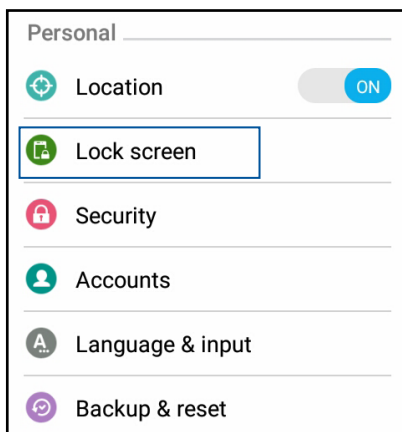 Personal
Location ON
Lock screen
Security
Accounts
A...
Language & input
Backup & reset